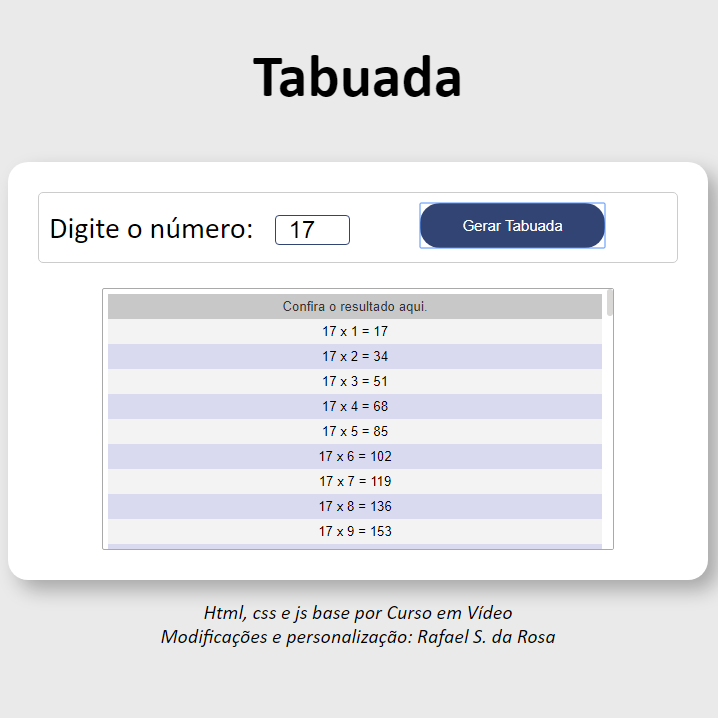 Tabuada
Digite o número: 17 Gerar Tabuada
Confira o resultado aqui.
17 x 1 = 17
17 x 2 = 34
17 x 3 = 51
17 x 4 = 68
17 x 5 = 85
17 x 6 = 102
17 x 7 = 119
17 x 8 = 136
17 x 9 = 153
Html, css e js base por Curso em Vídeo
Modificações e personalização: Rafael S. da Rosa